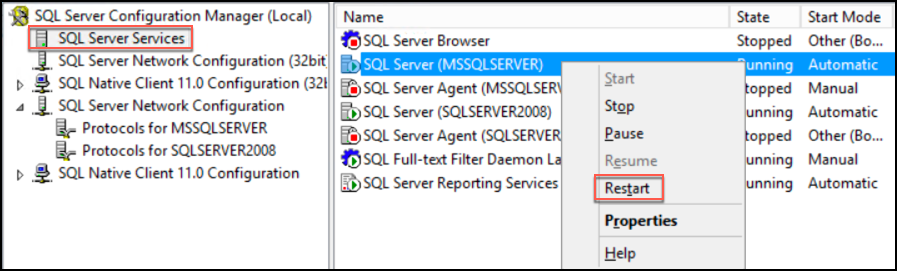 SQL Server Configuration Manager (Local)
SQL Server Services
SQL Server Network Configuration (32bit
SQL Native Client 11.0 Configuration (32
SQL Server Network Configuration
Protocols for MSSQLSERVER
Protocols for SQLSERVER2008
SQL Native Client 11.0 Configuration
Name State Start Mode
SQL Server Browser Stopped Other (Bo...
SQL Server (MSSQLSERVER) unning Automatic
SQL Server Agent (MSSQL topped Manual
SQL Server (SQLSERVER2008) unning Automatic
SQL Server Agent (SQLSERVER topped Other (Bo...
SQL Full-text Filter Daemon La unning Manual
SQL Server Reporting Services unning Automatic
Start
Stop
Pause
Resume
Restart
Properties
Help